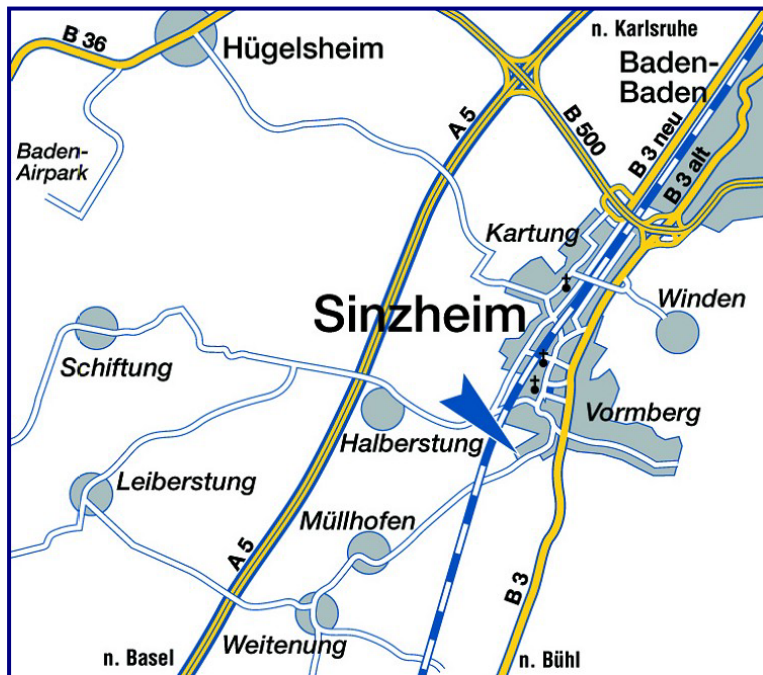 n. Karlsruhe
B 36
Hügelsheim
Baden-
Baden
A 5
B 500
B 3 neu
B 3 alt
Baden-
Airpark
Kartung
Sinzheim
Winden
Schiftung
Vormberg
Halberstung
Leiberstung
Müllhofen
A 5
B 3
Weitenung
n. Basel
n. Bühl